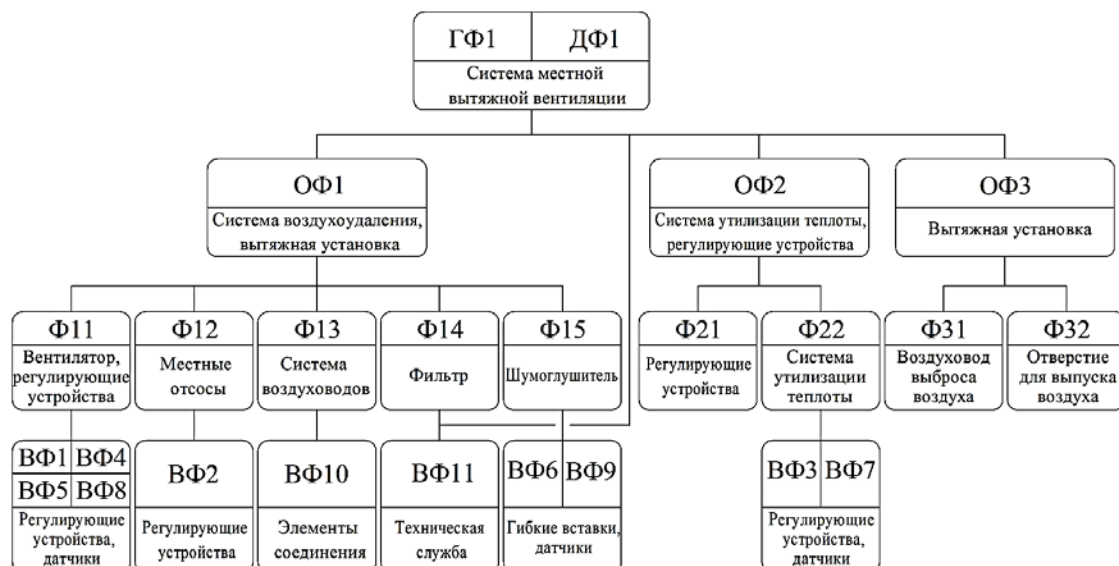 ГФ1 ДФ1
Система местной
вытяжной вентиляции
ОФ1
Система воздухоудаления,
вытяжная установка
ОФ2
Система утилизации теплоты,
регулирующие устройства
ОФ3
Вытяжная установка
Ф11
Вентилятор,
регулирующие
устройства
Ф12
Местные
отсосы
Ф13
Система
воздуховодов
Ф14
Фильтр
Ф15
Шумоглушитель
Ф21
Регулирующие
устройства
Ф22
Система
утилизации
теплоты
Ф31
Воздуховод
выброса
воздуха
Ф32
Отверстие
для выпуска
воздуха
ВФ1 ВФ4
ВФ5 ВФ8
Регулирующие
устройства,
датчики
ВФ2
Регулирующие
устройства
ВФ10
Элементы
соединения
ВФ11
Техническая
служба
ВФ6 ВФ9
Гибкие вставки,
датчики
ВФ3 ВФ7
Регулирующие
устройства,
датчики